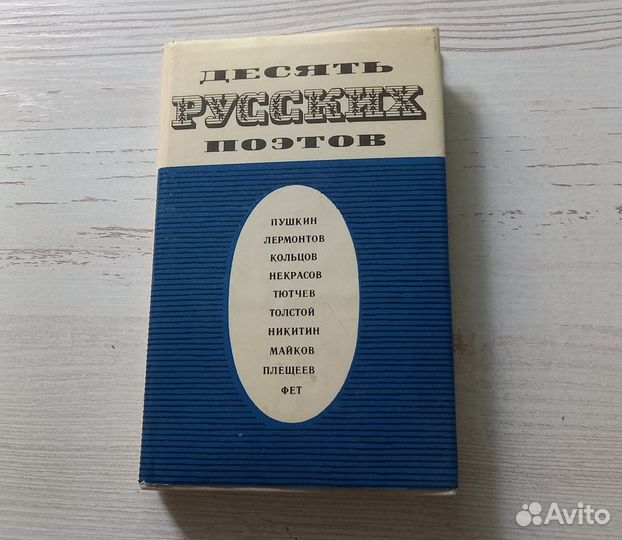 ДЕСЯТЬ
РУССКИХ
ПОЭТОВ
ПУШКИН
ЛЕРМОНТОВ
КОЛЬЦОВ
НЕКРАСОВ
ТЮТЧЕВ
ТОЛСТОЙ
НИКИТИН
МАЙКОВ
ПЛЕЩЕЕВ
ФЕТ
Avito